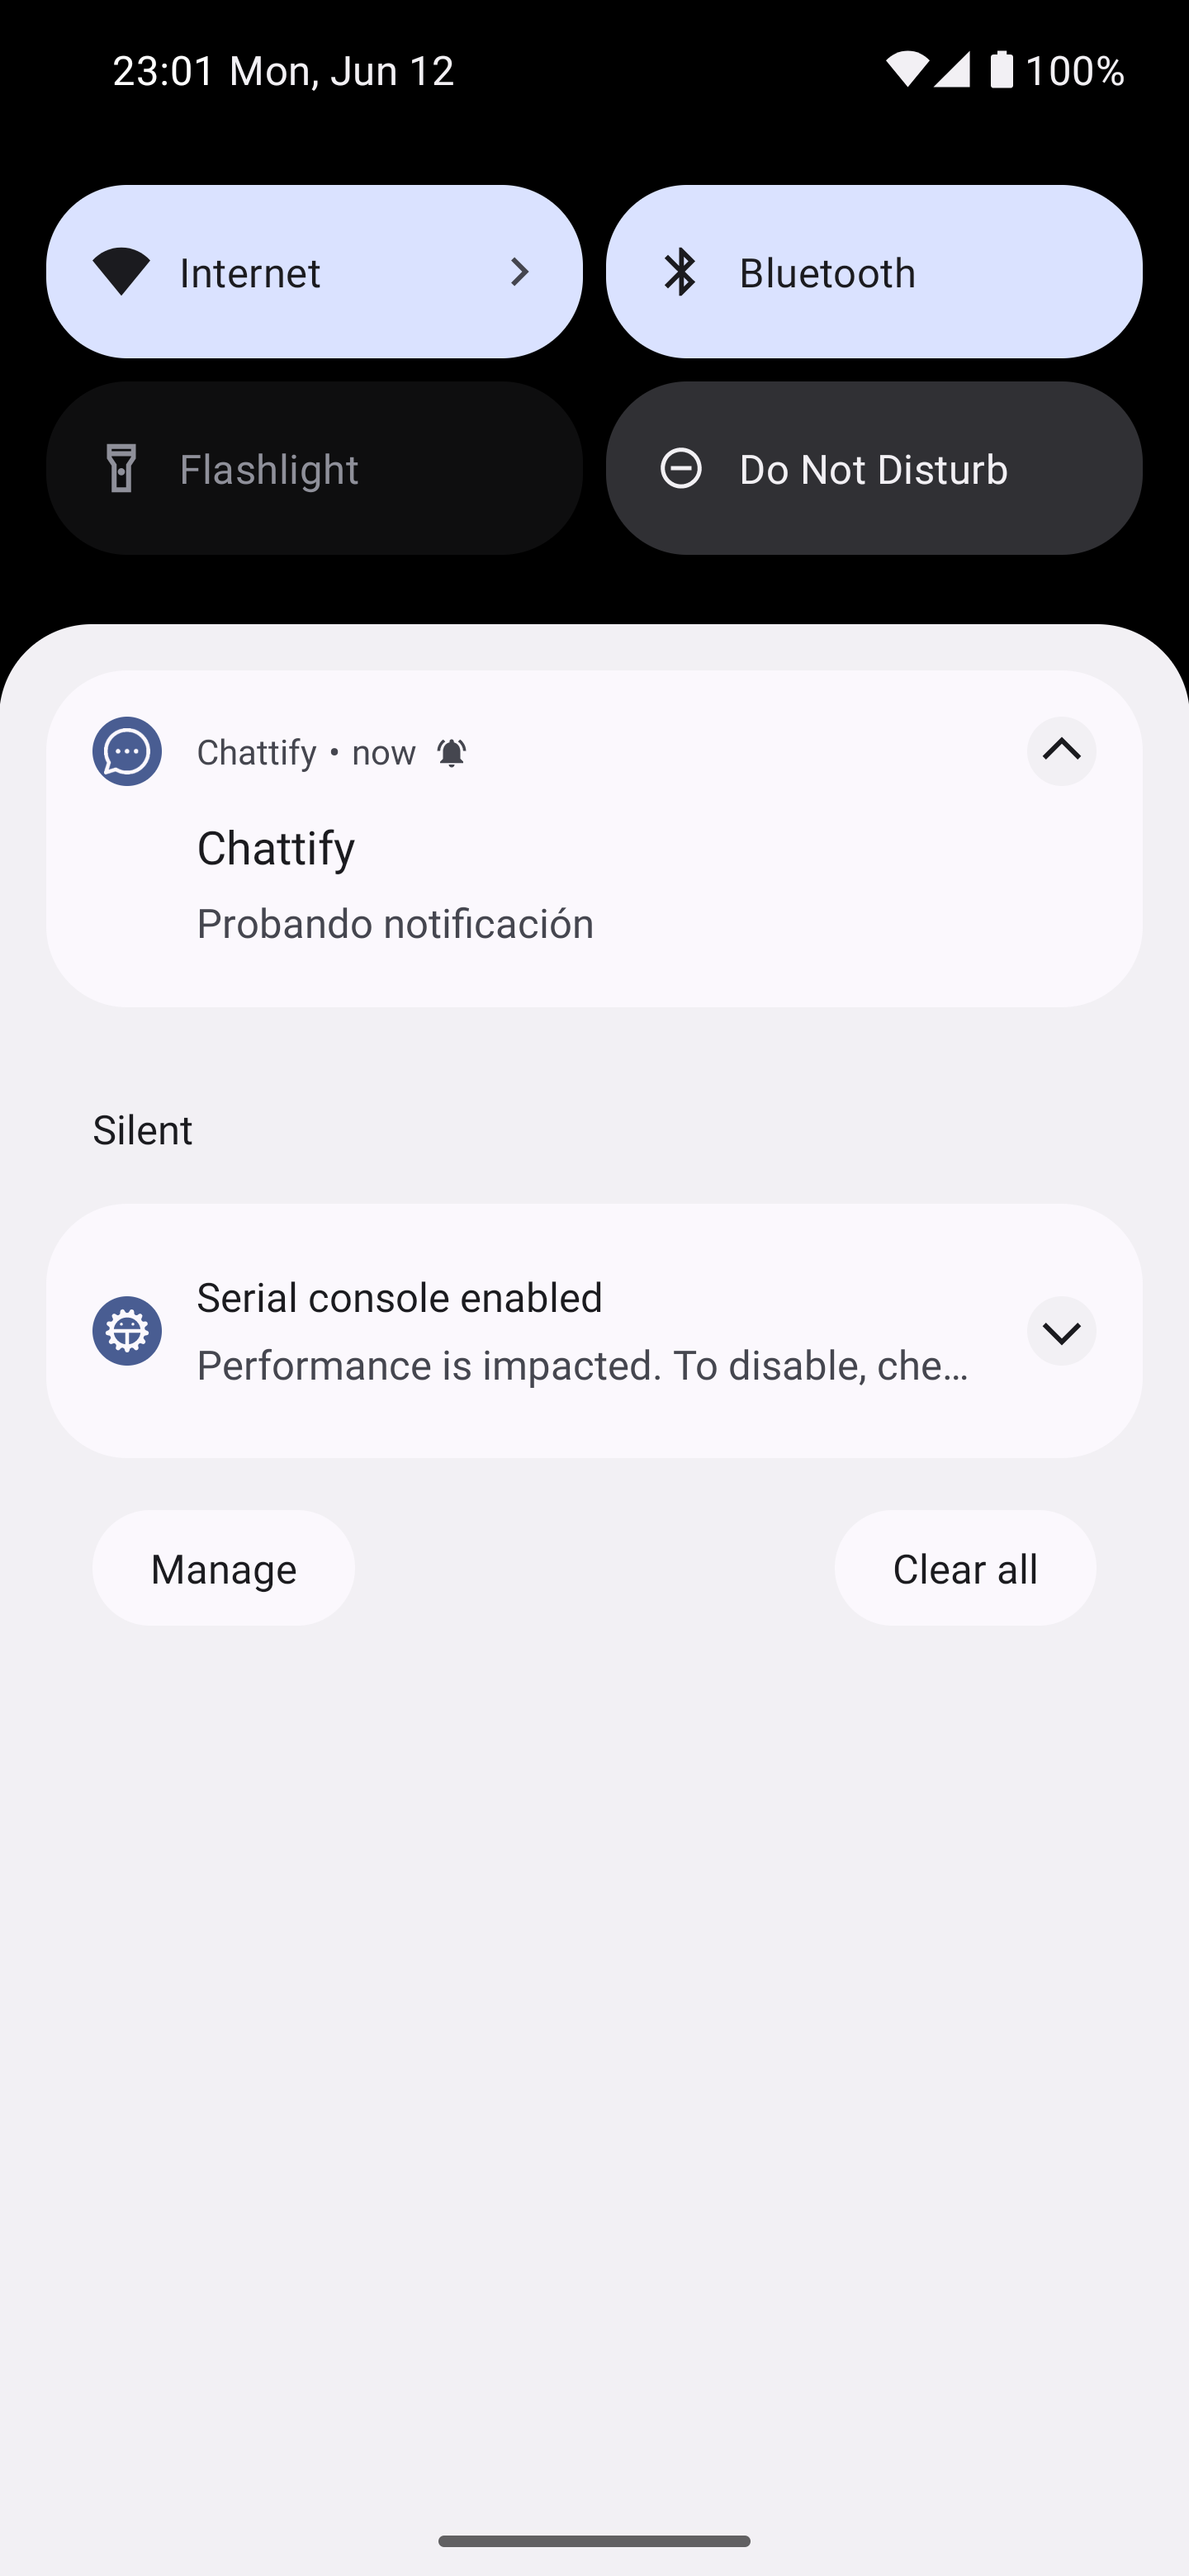 23:01 Mon, Jun 12 100%
Internet
Bluetooth
Flashlight
Do Not Disturb
Chattify • now
Chattify
Probando notificación
Silent
Serial console enabled
Performance is impacted. To disable, che...
Manage
Clear all